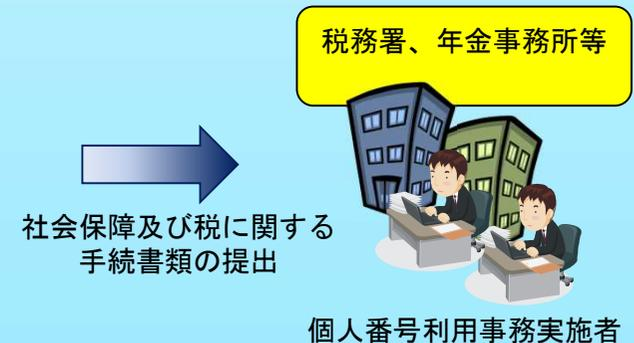 税務署、年金事務所等
社会保障及び税に関する
手続書類の提出
個人番号利用事務実施者